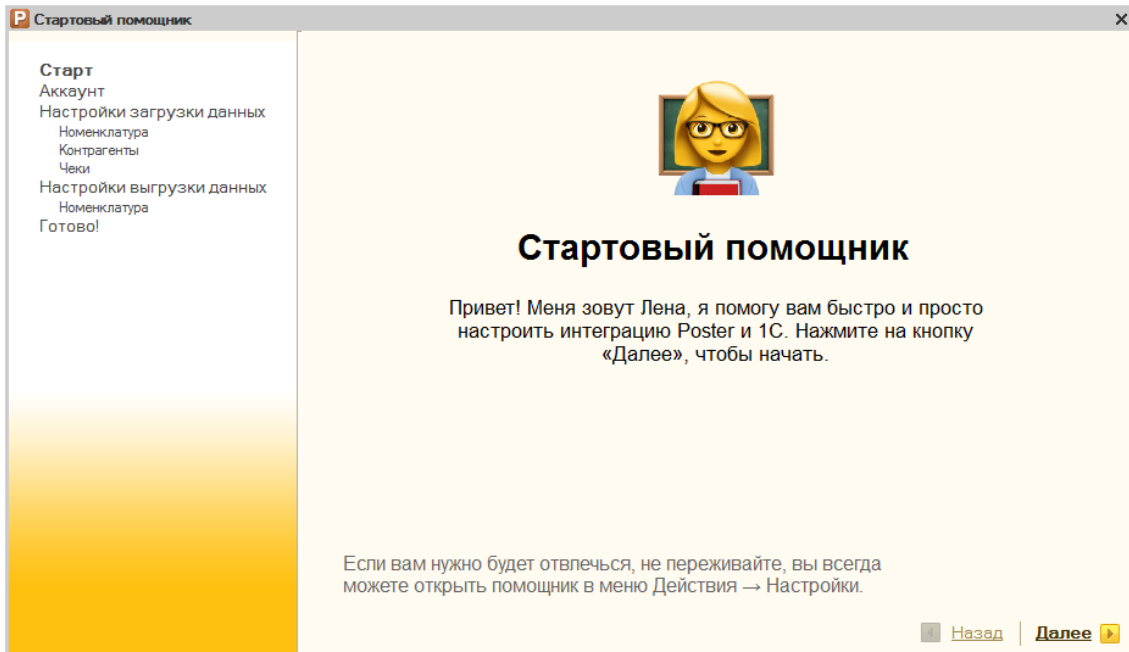 P Стартовый помощник
Старт
Аккаунт
Настройки загрузки данных
Номенклатура
Контрагенты
Чеки
Настройки выгрузки данных
Номенклатура
Готово!
Стартовый помощник
Привет! Меня зовут Лена, я помогу вам быстро и просто
настроить интеграцию Poster и 1С. Нажмите на кнопку
«Далее», чтобы начать.
Если вам нужно будет отвлечься, не переживайте, вы всегда
можете открыть помощник в меню Действия → Настройки.
Назад
Далее